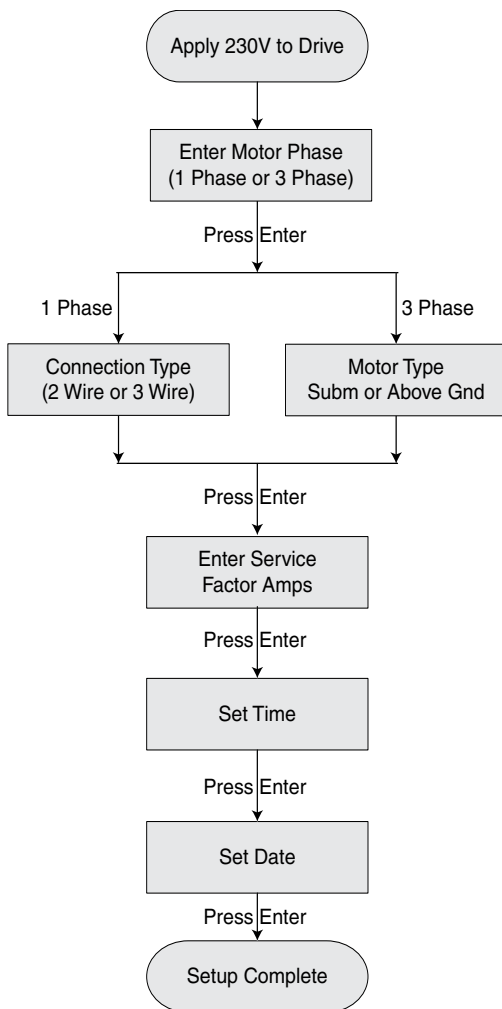 Apply 230V to Drive
Enter Motor Phase
(1 Phase or 3 Phase)
Press Enter
1 Phase
3 Phase
Connection Type
(2 Wire or 3 Wire)
Motor Type
Subm or Above Gnd
Press Enter
Enter Service
Factor Amps
Press Enter
Set Time
Press Enter
Set Date
Press Enter
Setup Complete